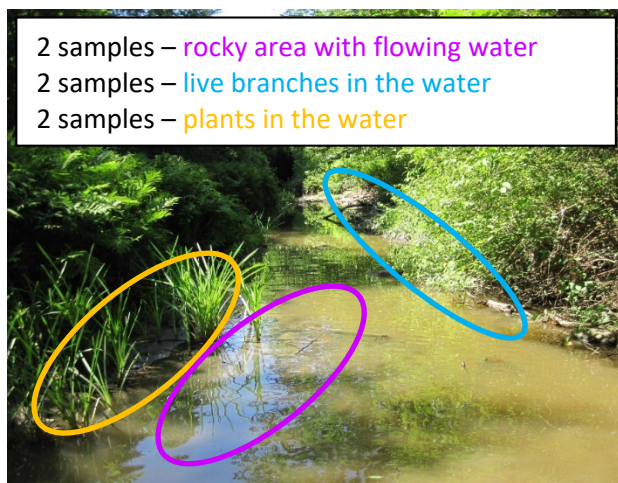 2 samples – rocky area with flowing water
2 samples – live branches in the water
2 samples – plants in the water